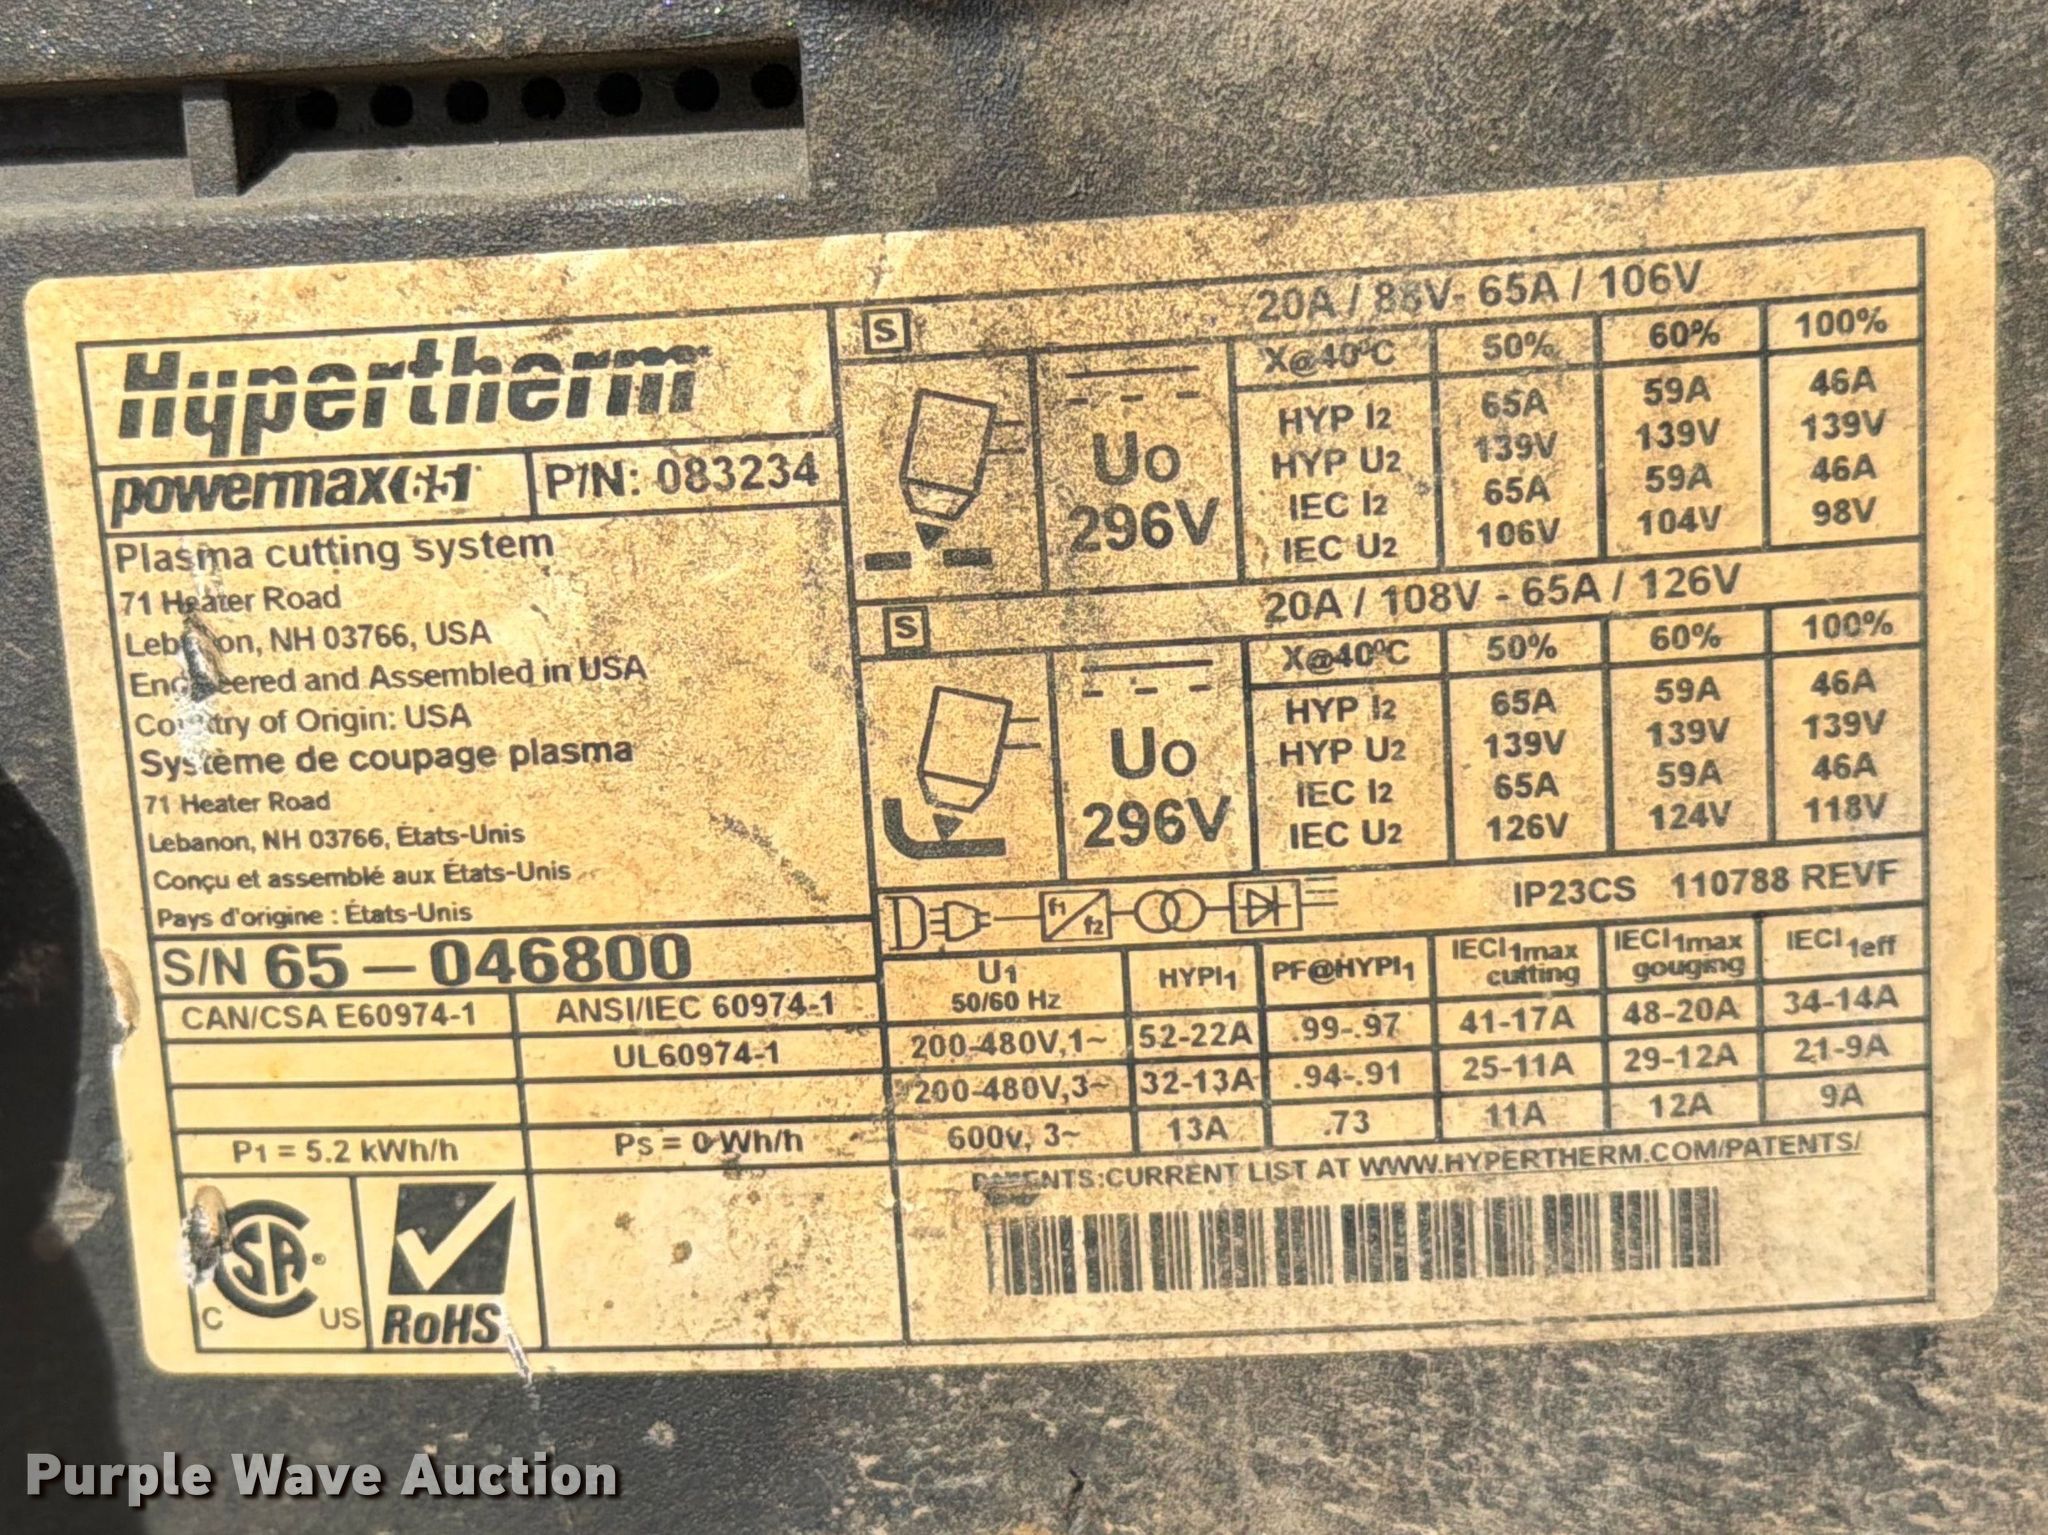 Hypertherm
powermax65 P/N: 083234
Plasma cutting system
71 Heater Road
Lebanon, NH 03766, USA
Engineered and Assembled in USA
Country of Origin: USA
Système de coupage plasma
71 Heater Road
Lebanon, NH 03766, États-Unis
Conçu et assemblé aux États-Unis
Pays d'origine : États-Unis
S/N 65 – 046800
CAN/CSA E60974-1 ANSI/IEC 60974-1
UL60974-1
P1 = 5.2 kWh/h Ps = 0 Wh/h
CSA ®
C US
RoHS
S 20A / 86V- 65A / 106V
X@40ºC 50% 60% 100%
HYP I2 65A 59A 46A
HYP U2 139V 139V 139V
IEC I2 65A 59A 46A
IEC U2 106V 104V 98V
Uo
296V
S 20A / 108V - 65A / 126V
X@40ºC 50% 60% 100%
HYP I2 65A 59A 46A
HYP U2 139V 139V 139V
IEC I2 65A 59A 46A
IEC U2 126V 124V 118V
Uo
296V
f1
f2
IP23CS 110788 REVF
U1
50/60 Hz
HYPI1 PF@HYPI1 IECI1max
cutting
IECI1max
gouging
IECI1eff
200-480V,1~ 52-22A .99-.97 41-17A 48-20A 34-14A
200-480V,3~ 32-13A .94-.91 25-11A 29-12A 21-9A
600v, 3~ 13A .73 11A 12A 9A
PATENTS:CURRENT LIST AT WWW.HYPERTHERM.COM/PATENTS/
Purple Wave Auction